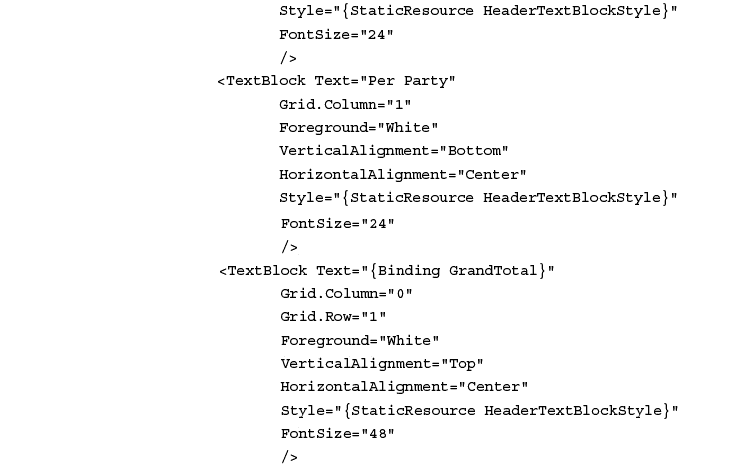 Style="{StaticResource HeaderTextBlockStyle}"
FontSize="24"
/>
<TextBlock Text="Per Party"
Grid.Column="1"
Foreground="White"
VerticalAlignment="Bottom"
HorizontalAlignment="Center"
Style="{StaticResource HeaderTextBlockStyle}"
FontSize="24"
/>
<TextBlock Text="{Binding GrandTotal}"
Grid.Column="0"
Grid.Row="1"
Foreground="White"
VerticalAlignment="Top"
HorizontalAlignment="Center"
Style="{StaticResource HeaderTextBlockStyle}"
FontSize="48"
/>